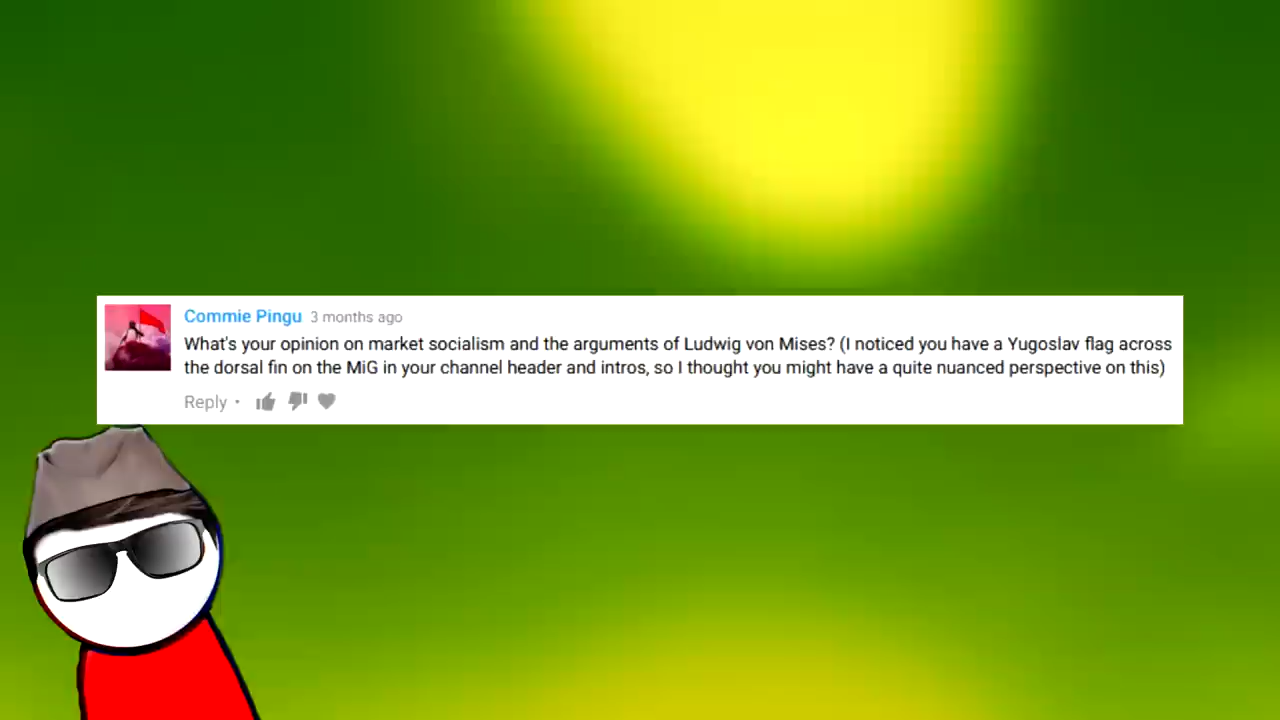 Commie Pingu 3 months ago
What's your opinion on market socialism and the arguments of Ludwig von Mises? (I noticed you have a Yugoslav flag across
the dorsal fin on the MiG in your channel header and intros, so I thought you might have a quite nuanced perspective on this)
Reply •